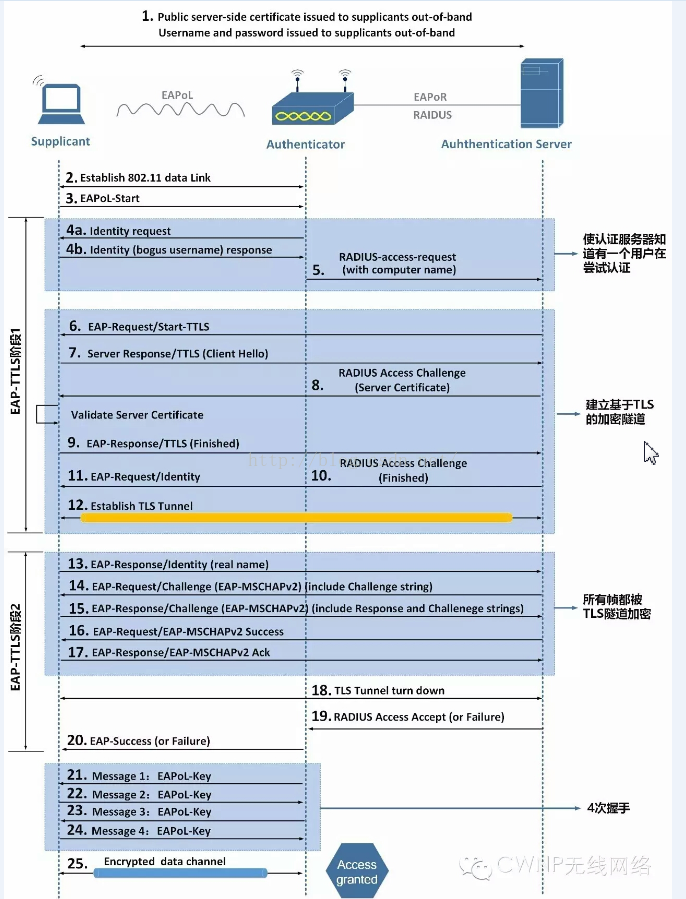 1. Public server-side certificate issued to supplicants out-of-band
Username and password issued to supplicants out-of-band
EAPoL
EAPoR
RAIDUS
Supplicant
Authenticator
Auhthentication Server
2. Establish 802.11 data Link
3. EAPoL-Start
EAP-TTLS阶段1
4a. Identity request
4b. Identity (bogus username) response
5. RADIUS-access-request
(with computer name)
使认证服务器知
道有一个用户在
尝试认证
6. EAP-Request/Start-TTLS
7. Server Response/TTLS (Client Hello)
8. RADIUS Access Challenge
(Server Certificate)
Validate Server Certificate
建立基于TLS
的加密隧道
9. EAP-Response/TTLS (Finished)
10. RADIUS Access Challenge
(Finished)
11. EAP-Request/Identity
12. Establish TLS Tunnel
EAP-TTLS阶段2
13. EAP-Response/Identity (real name)
14. EAP-Request/Challenge (EAP-MSCHAPv2) (include Challenge string)
15. EAP-Response/Challenge (EAP-MSCHAPv2) (include Response and Challenege strings)
16. EAP-Request/EAP-MSCHAPv2 Success
17. EAP-Response/EAP-MSCHAPv2 Ack
所有帧都被
TLS隧道加密
18. TLS Tunnel turn down
19. RADIUS Access Accept (or Failure)
20. EAP-Success (or Failure)
21. Message 1：EAPoL-Key
22. Message 2：EAPoL-Key
23. Message 3：EAPoL-Key
24. Message 4：EAPoL-Key
4次握手
25. Encrypted data channel
Access
granted
CWNP无线网络